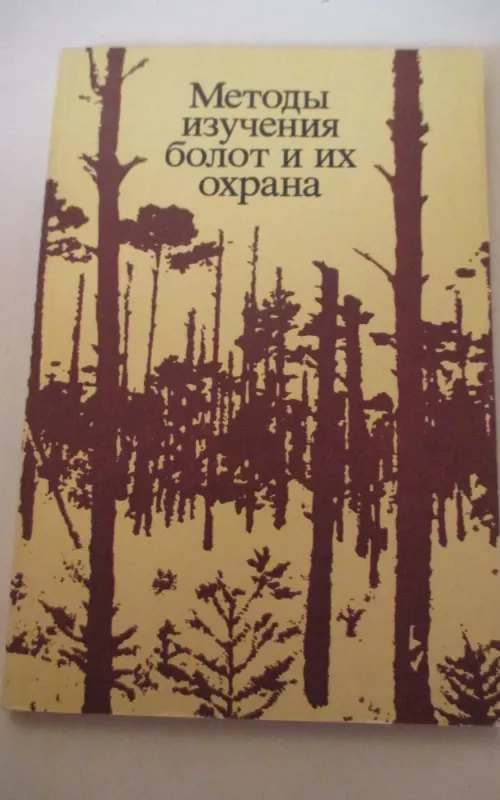 Методы
изучения
болот и их
охрана